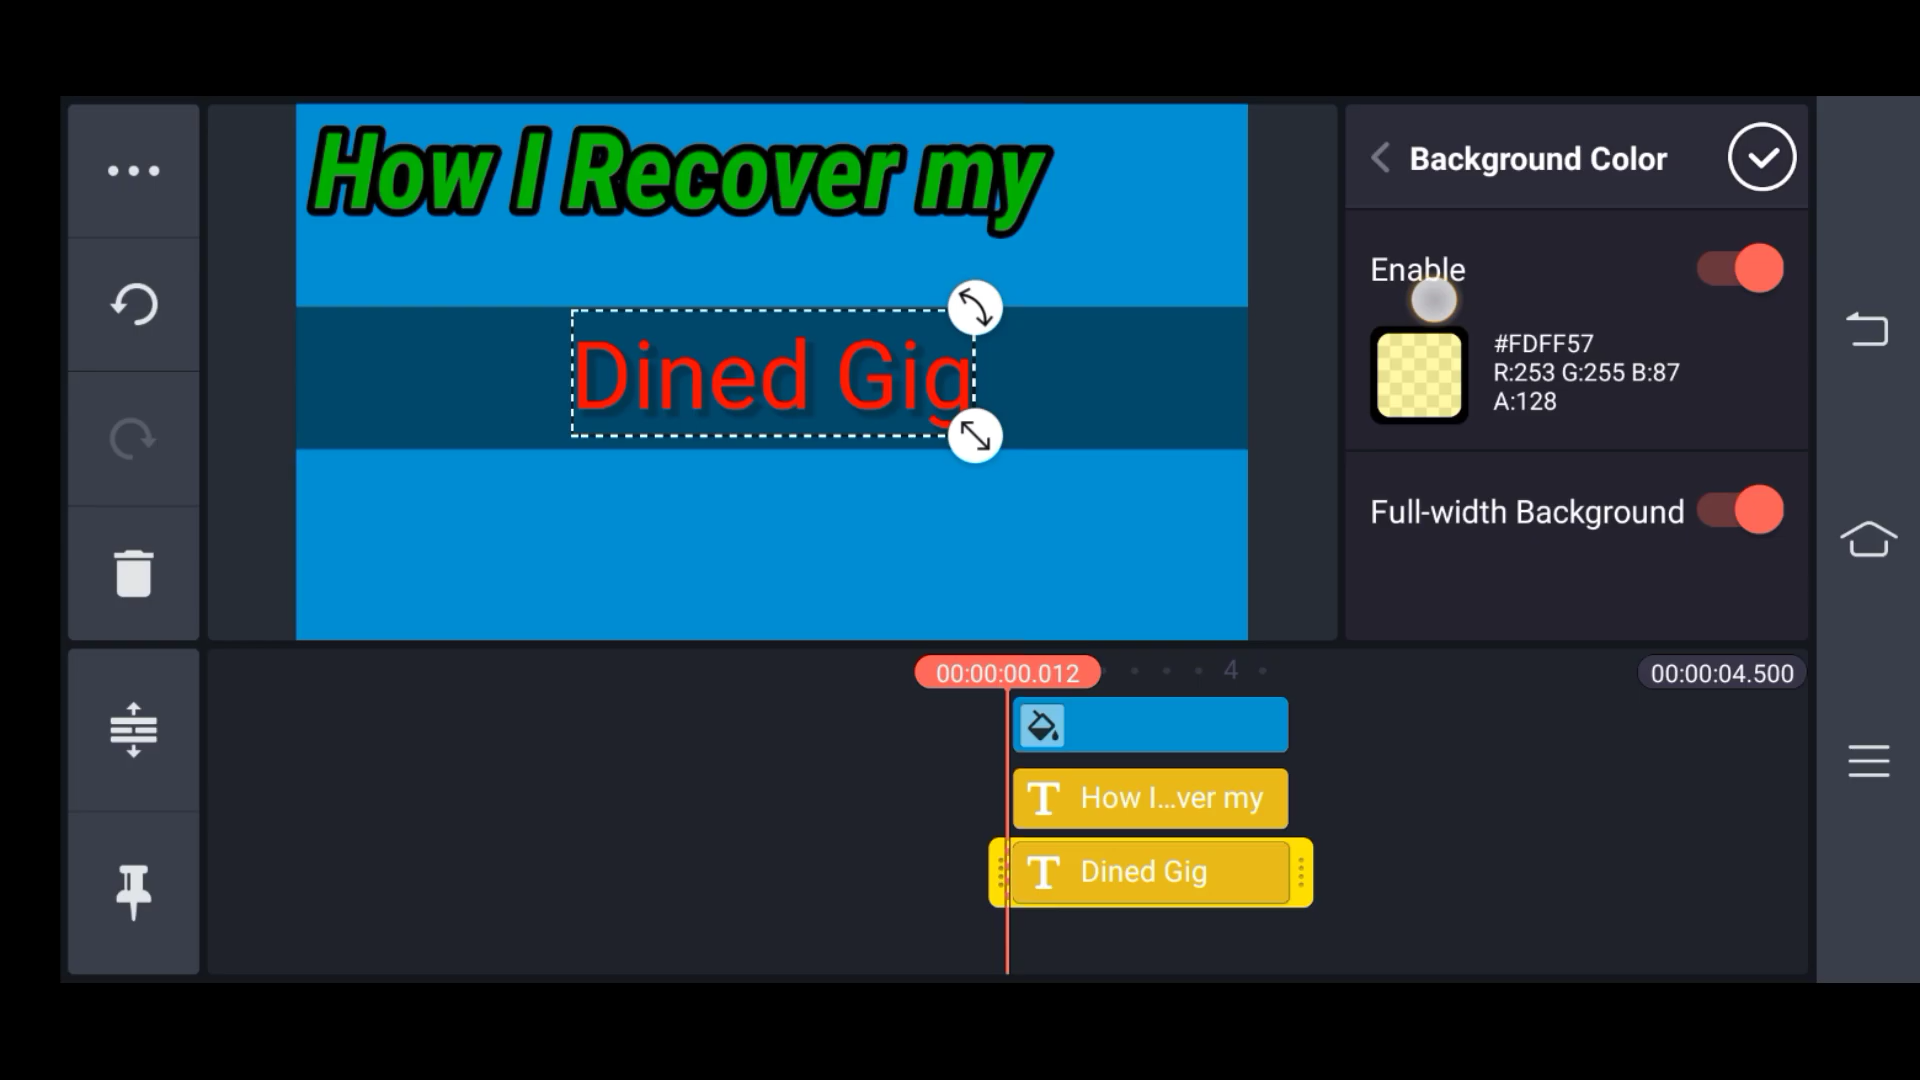 How I Recover my
Dined Gig
Background Color
Enable
#FDFF57
R:253 G:255 B:87
A:128
Full-width Background
00:00:00.012
4
00:00:04.500
T How I...ver my
T Dined Gig